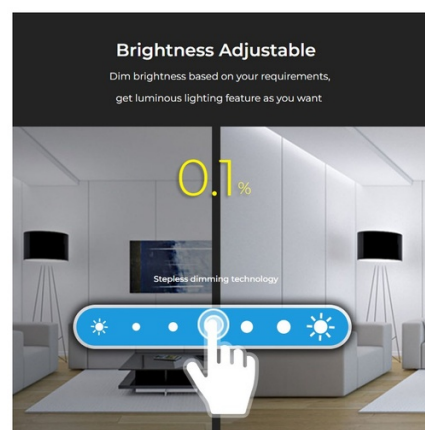 Brightness Adjustable
Dim brightness based on your requirements,
get luminous lighting feature as you want
0.1%
Stepless dimming technology